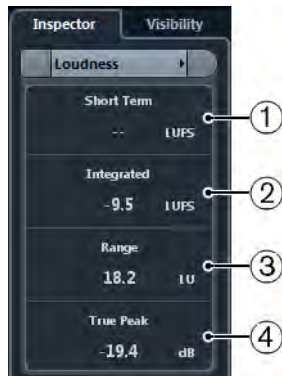 Inspector Visibility
Loudness
Short Term
-- LUFS
1
Integrated
-9.5 LUFS
2
Range
18.2 LU
3
True Peak
-19.4 dB
4